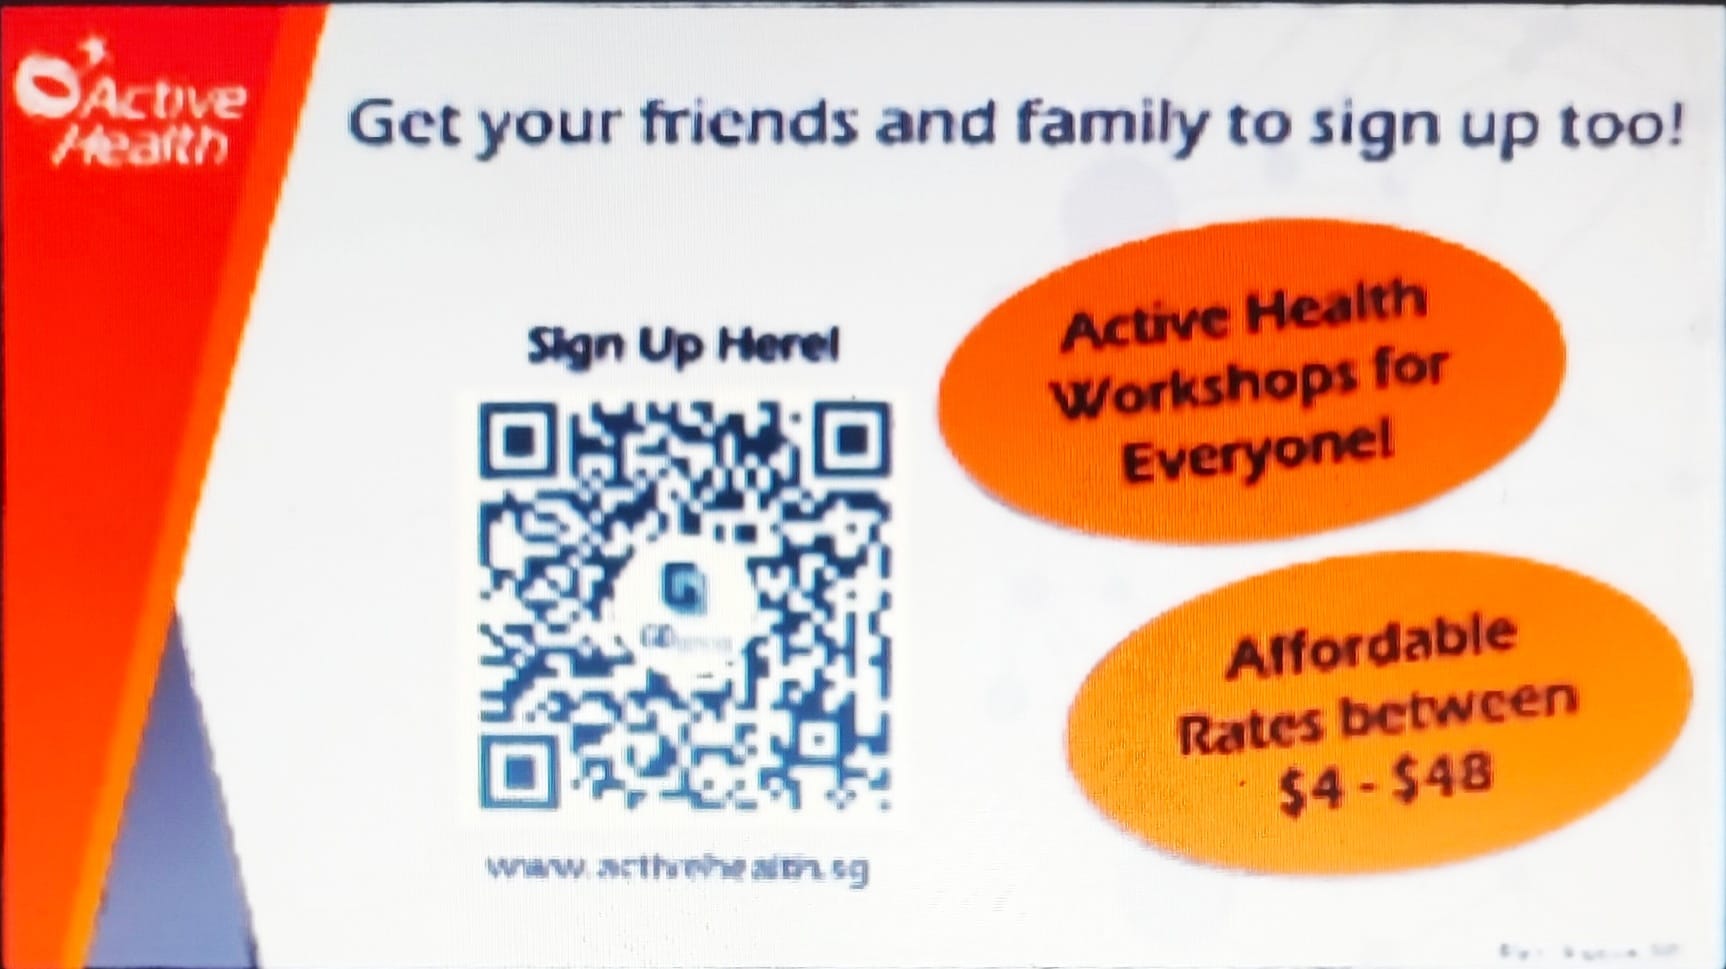 Active
Health
Get your friends and family to sign up too!
Sign Up Here!
www.activehealth.sg
Active Health
Workshops for
Everyone!
Affordable
Rates between
$4 - $48